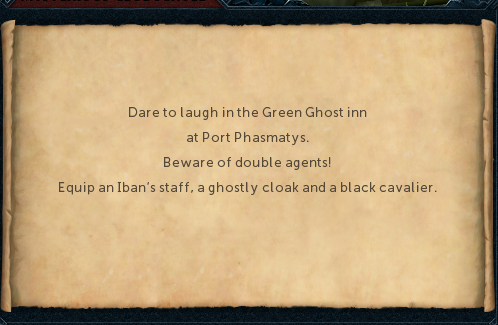 Dare to laugh in the Green Ghost inn
at Port Phasmatys.
Beware of double agents!
Equip an Iban's staff, a ghostly cloak and a black cavalier.